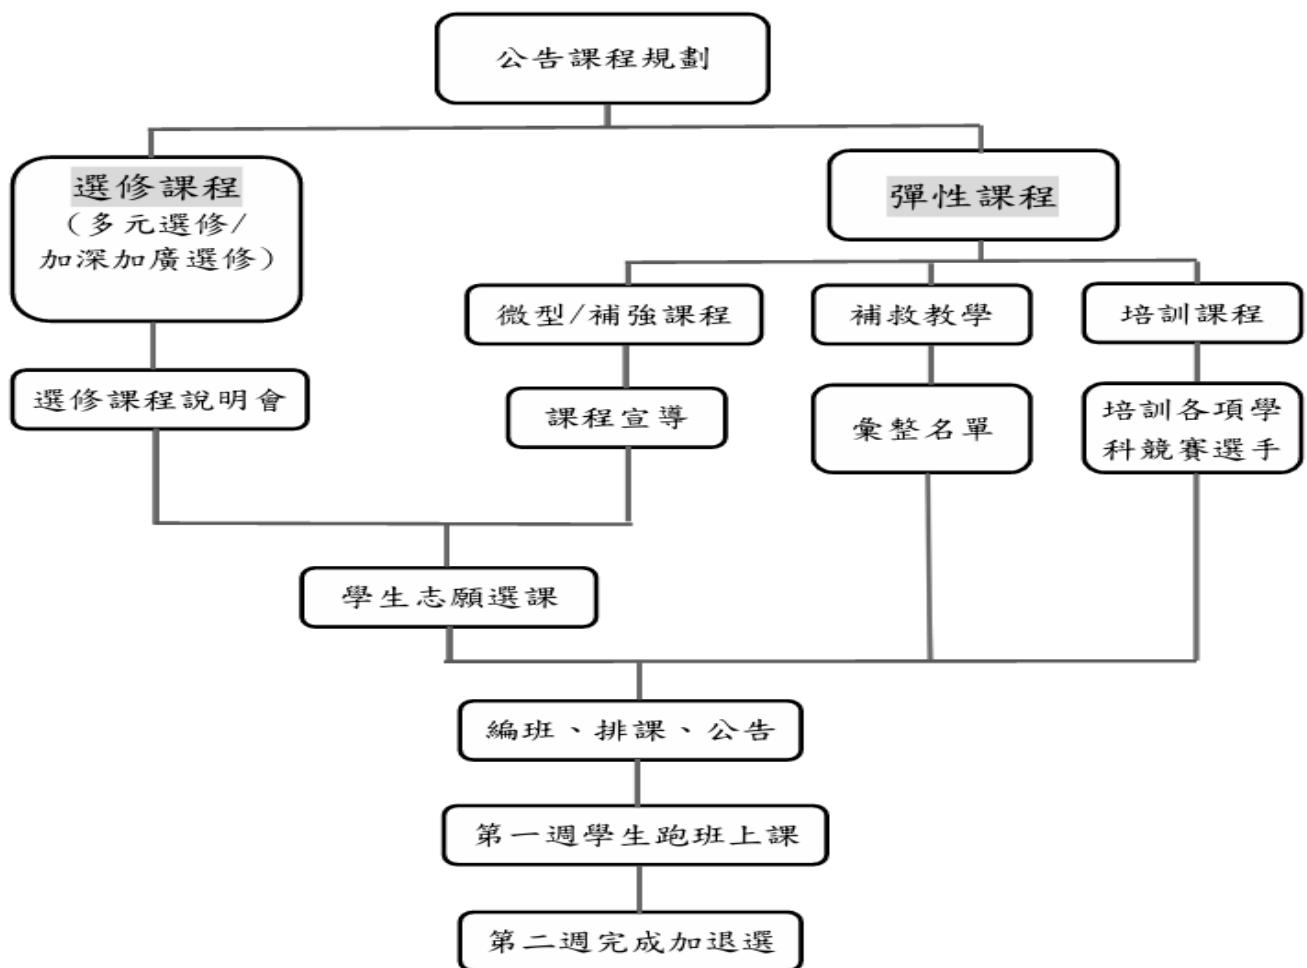 公告課程規劃
選修課程
（多元選修/
加深加廣選修）
彈性課程
微型/補強課程
補救教學
培訓課程
選修課程說明會
課程宣導
彙整名單
培訓各項學
科競賽選手
學生志願選課
編班、排課、公告
第一週學生跑班上課
第二週完成加退選